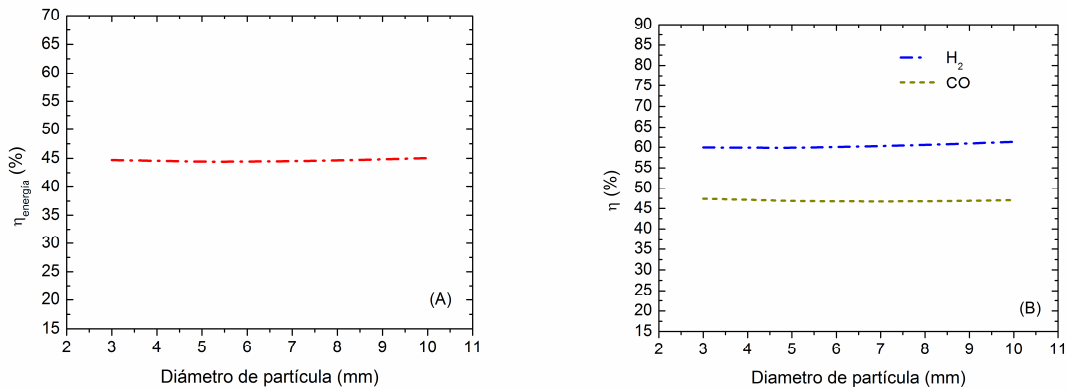 70
65
60
55
50
45
40
35
30
25
20
15
2 3 4 5 6 7 8 9 10 11
ηenergía (%)
Diámetro de partícula (mm)
(A)
90
85
80
75
70
65
60
55
50
45
40
35
30
25
20
15
2 3 4 5 6 7 8 9 10 11
η (%)
Diametro de partícula (mm)
H2
CO
(B)